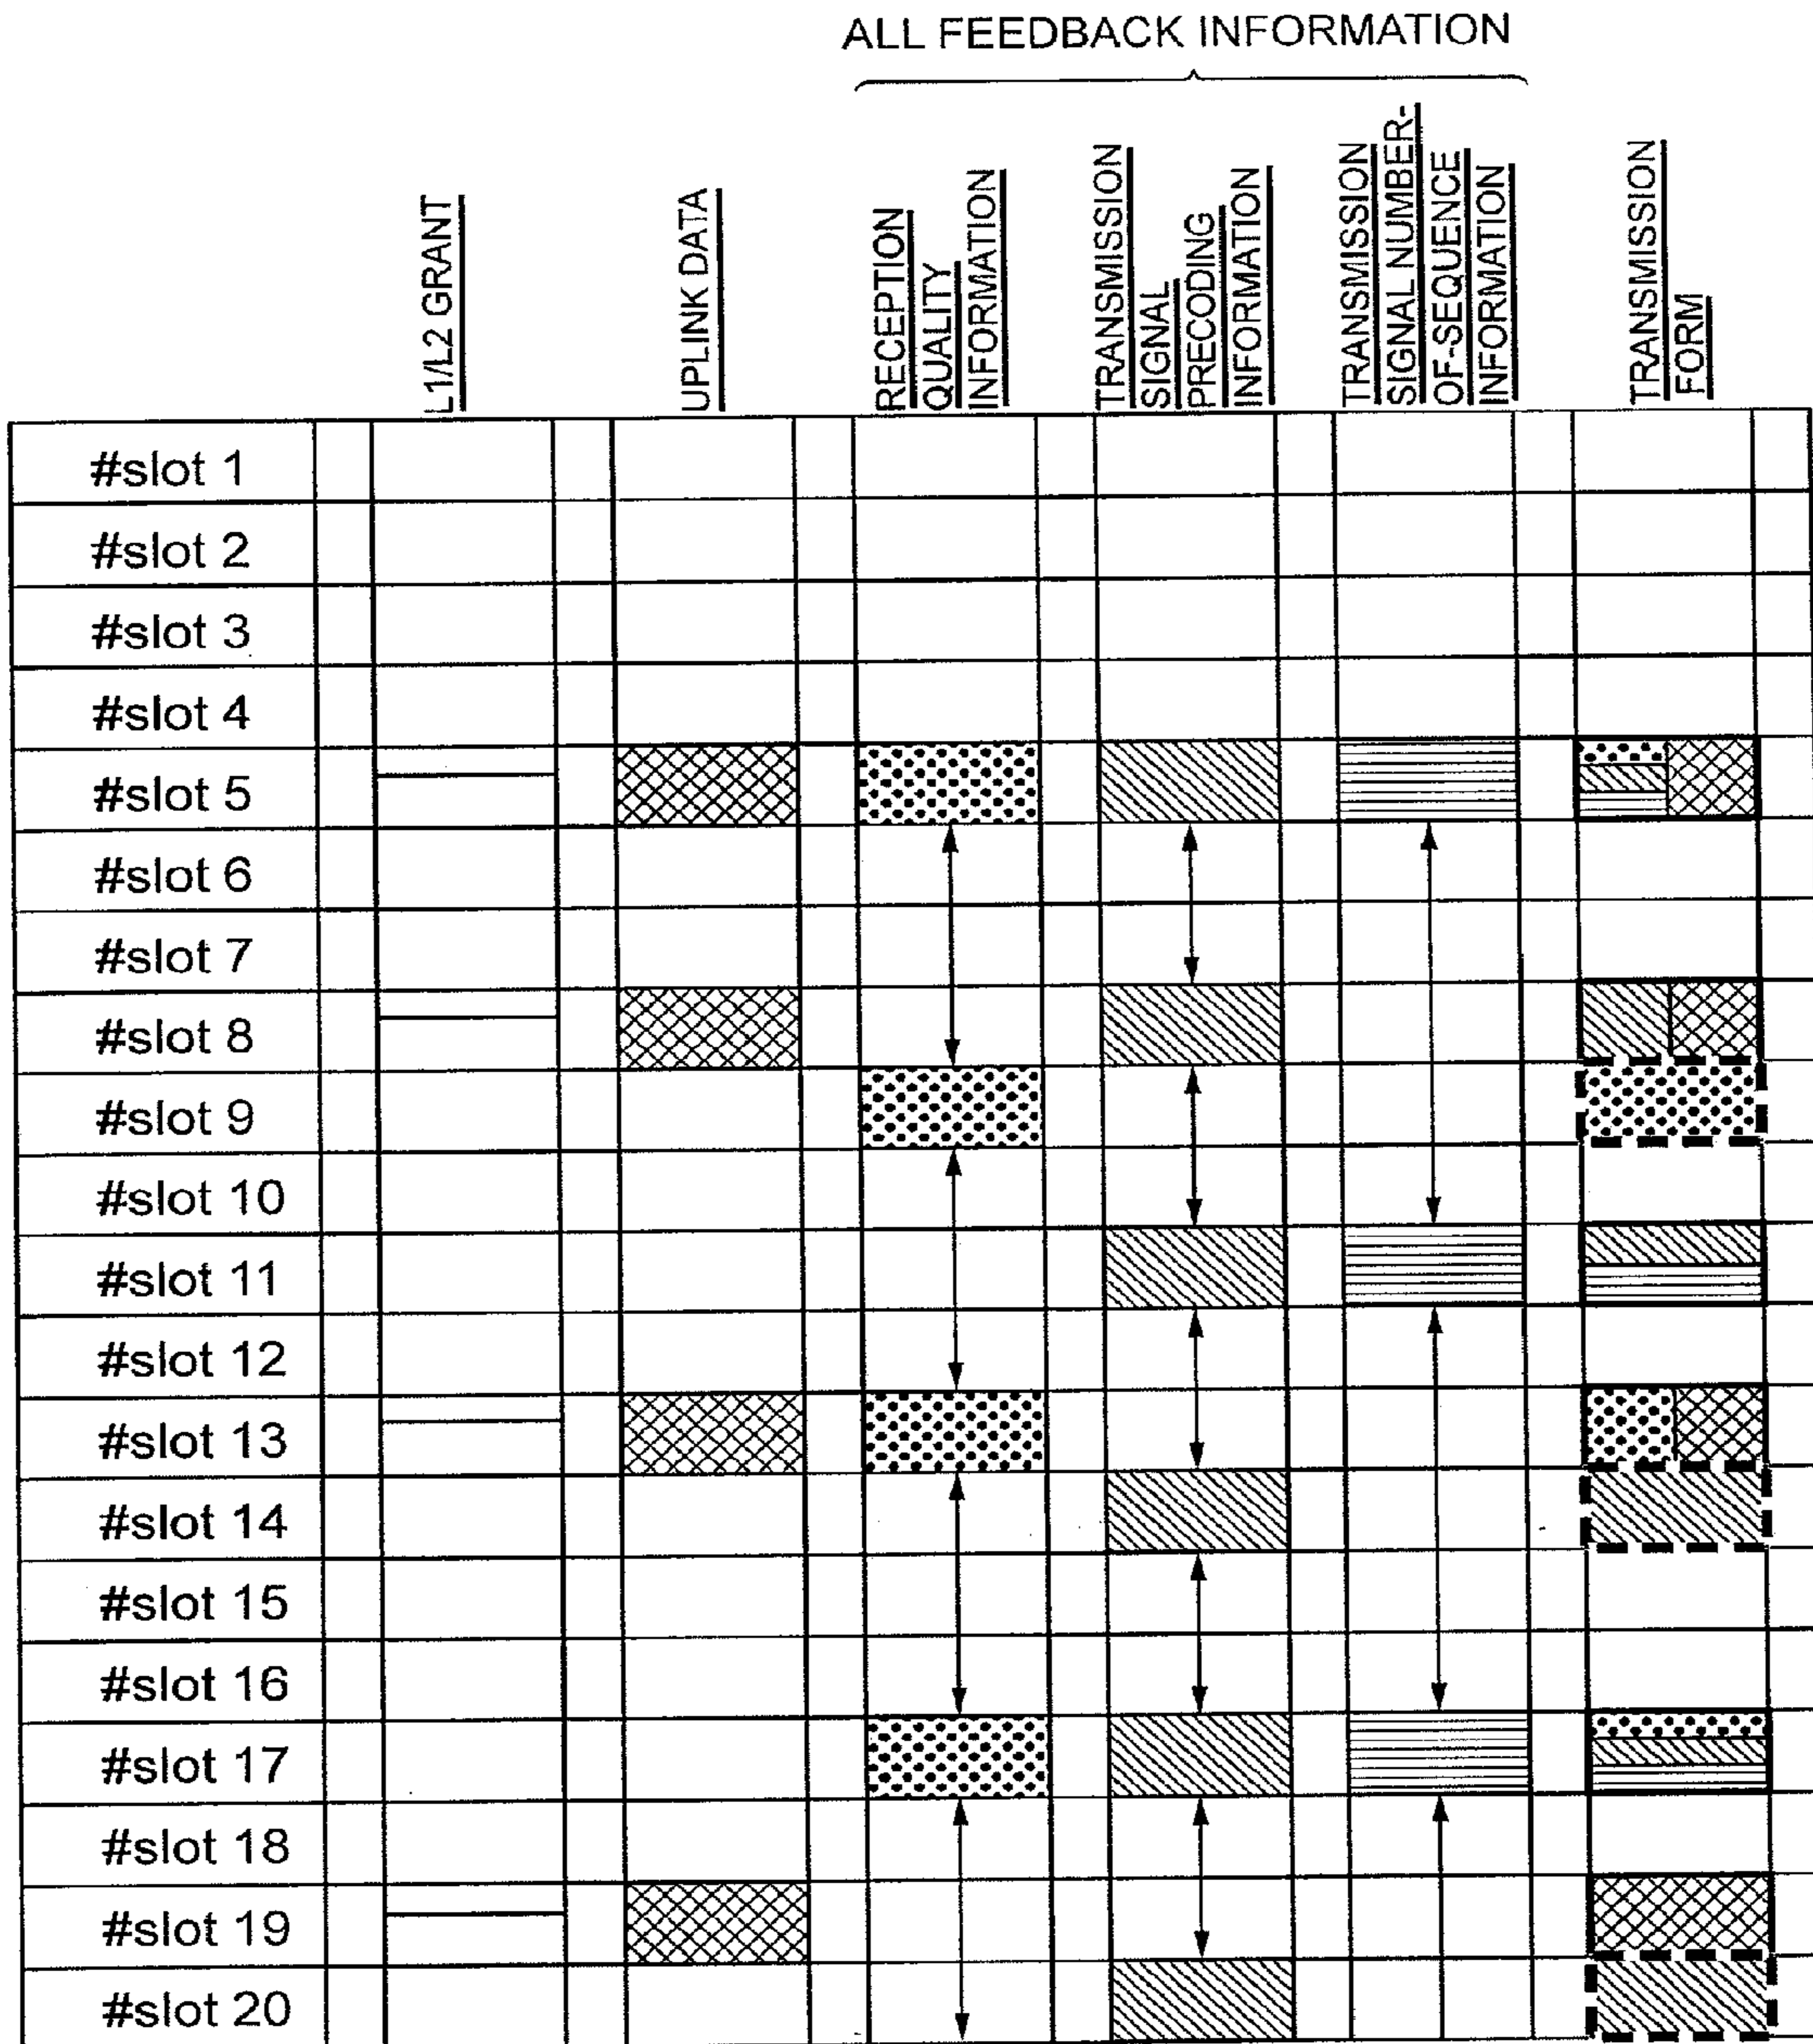 ALL FEEDBACK INFORMATION
L1/L2 GRANT
UPLINK DATA
RECEPTION
QUALITY
INFORMATION
TRANSMISSION
SIGNAL
PRECODING
INFORMATION
TRANSMISSION
SIGNAL NUMBER-
OF-SEQUENCE
INFORMATION
TRANSMISSION
FORM
#slot 1
#slot 2
#slot 3
#slot 4
#slot 5
#slot 6
#slot 7
#slot 8
#slot 9
#slot 10
#slot 11
#slot 12
#slot 13
#slot 14
#slot 15
#slot 16
#slot 17
#slot 18
#slot 19
#slot 20